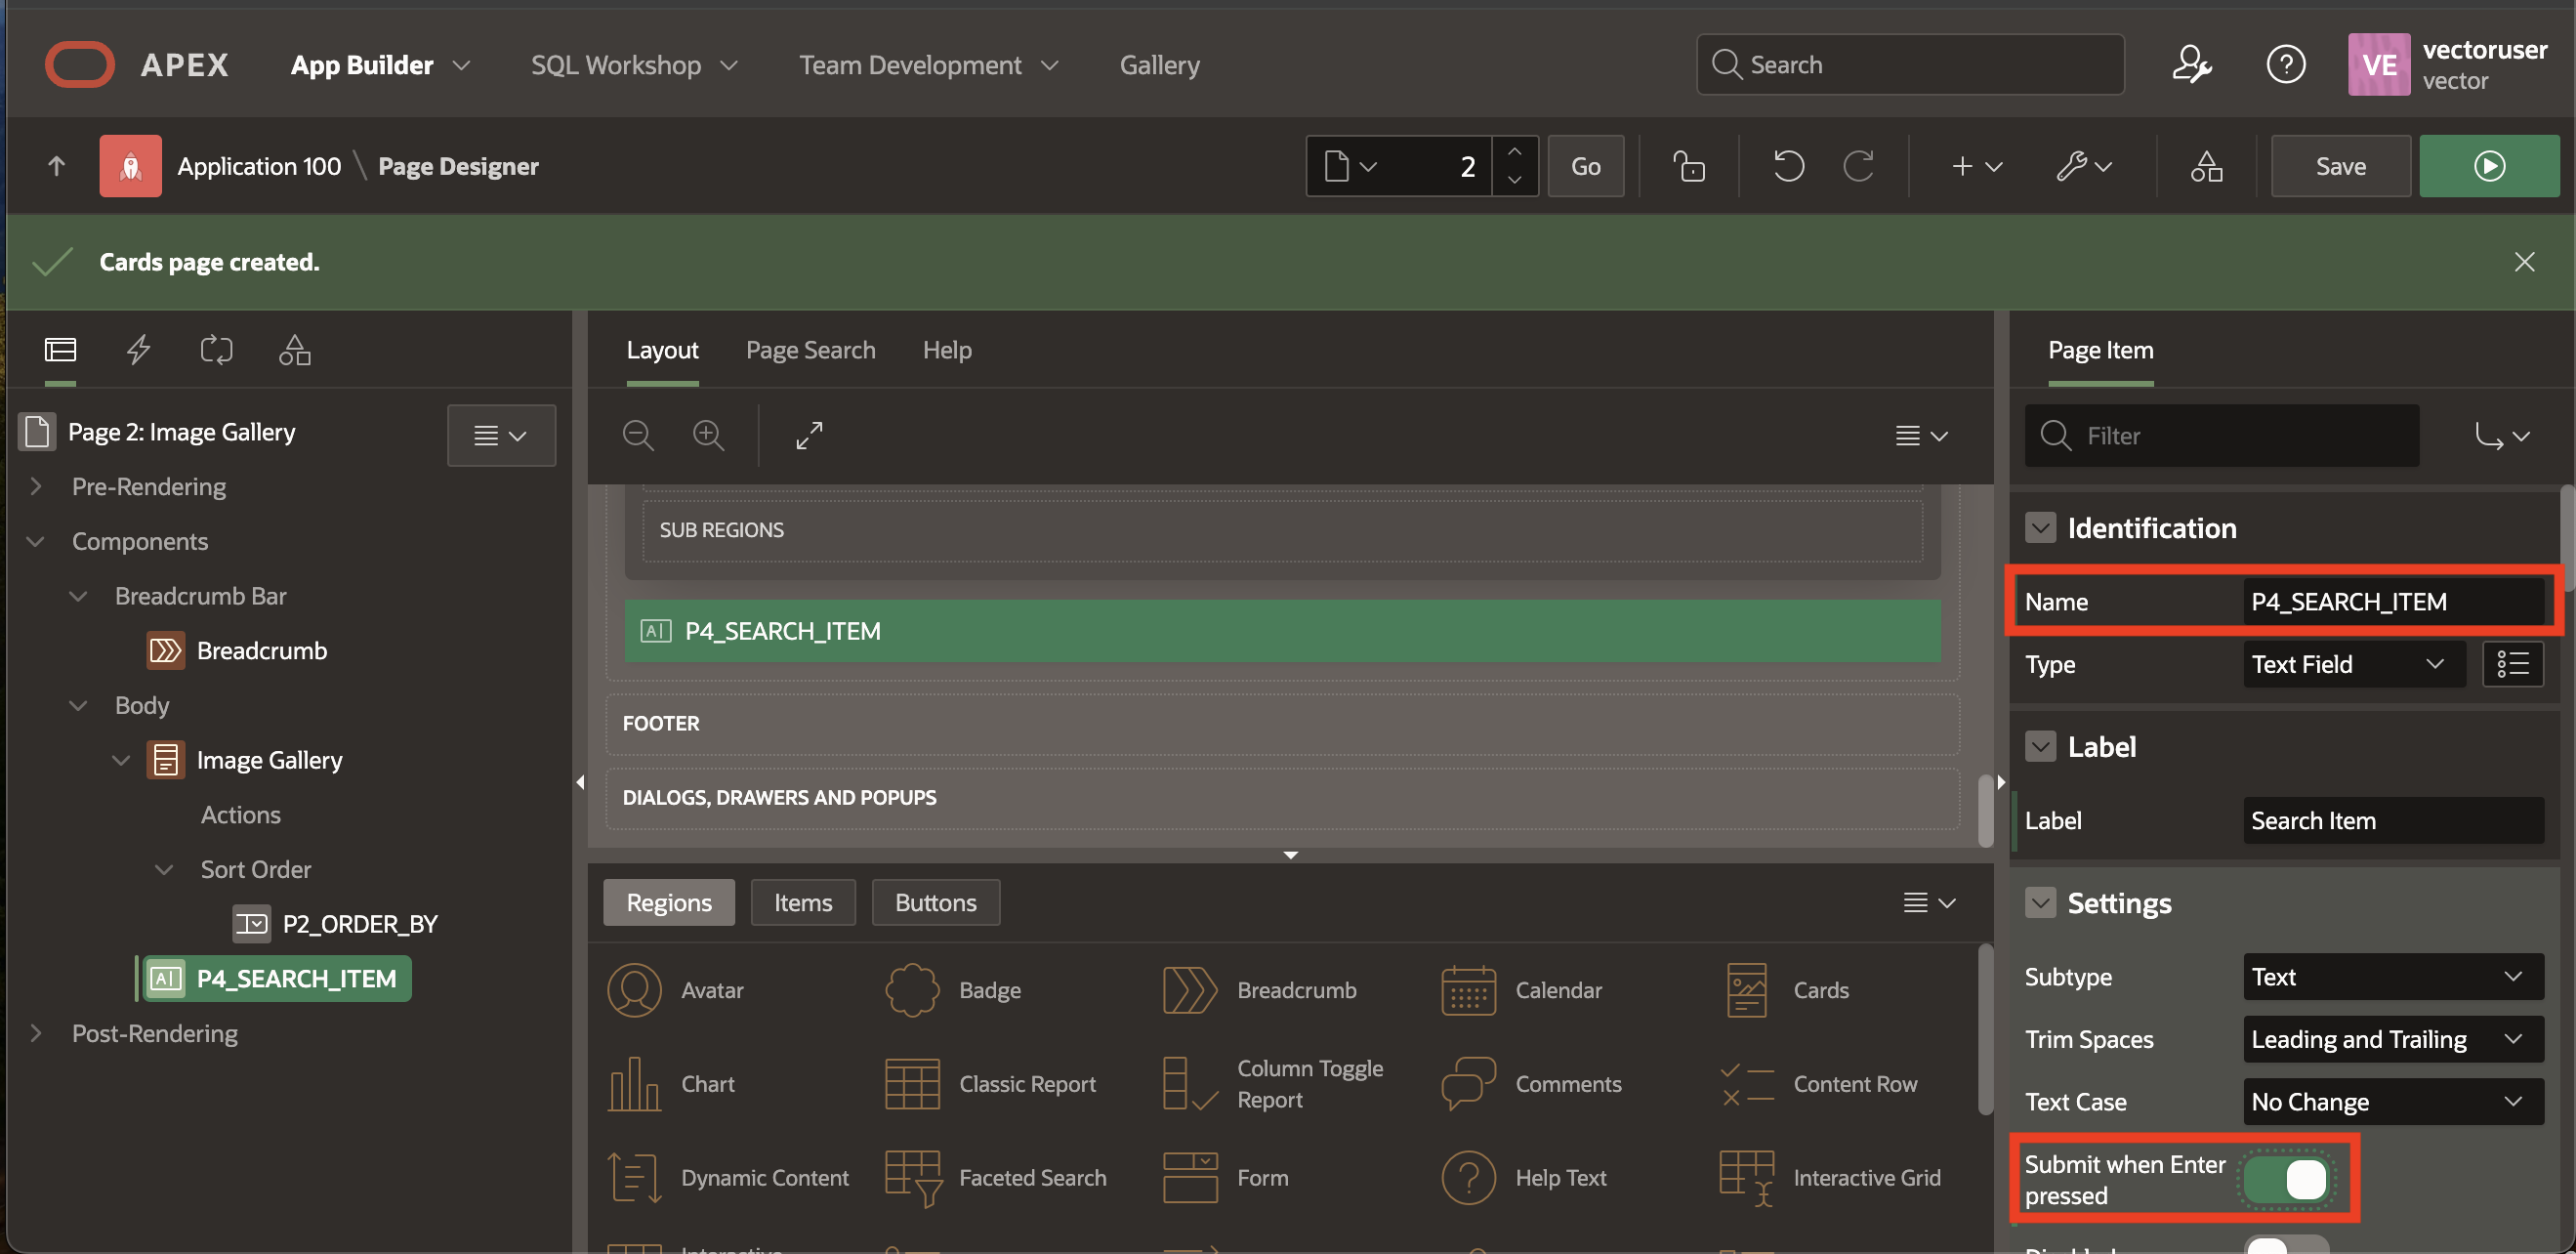 APEX
App Builder
SQL Workshop
Team Development
Gallery
Search
VE
vectoruser
vector
Application 100 \ Page Designer
2
Go
Save
Cards page created.
Layout
Page Search
Help
Page Item
Page 2: Image Gallery
Pre-Rendering
Components
Breadcrumb Bar
Breadcrumb
Body
Image Gallery
Actions
Sort Order
P2_ORDER_BY
P4_SEARCH_ITEM
Post-Rendering
SUB REGIONS
P4_SEARCH_ITEM
FOOTER
DIALOGS, DRAWERS AND POPUPS
Regions
Items
Buttons
Avatar
Badge
Breadcrumb
Calendar
Cards
Chart
Classic Report
Column Toggle
Report
Comments
Content Row
Dynamic Content
Faceted Search
Form
Help Text
Interactive Grid
Filter
Identification
Name
P4_SEARCH_ITEM
Type
Text Field
Label
Label
Search Item
Settings
Subtype
Text
Trim Spaces
Leading and Trailing
Text Case
No Change
Submit when Enter
pressed